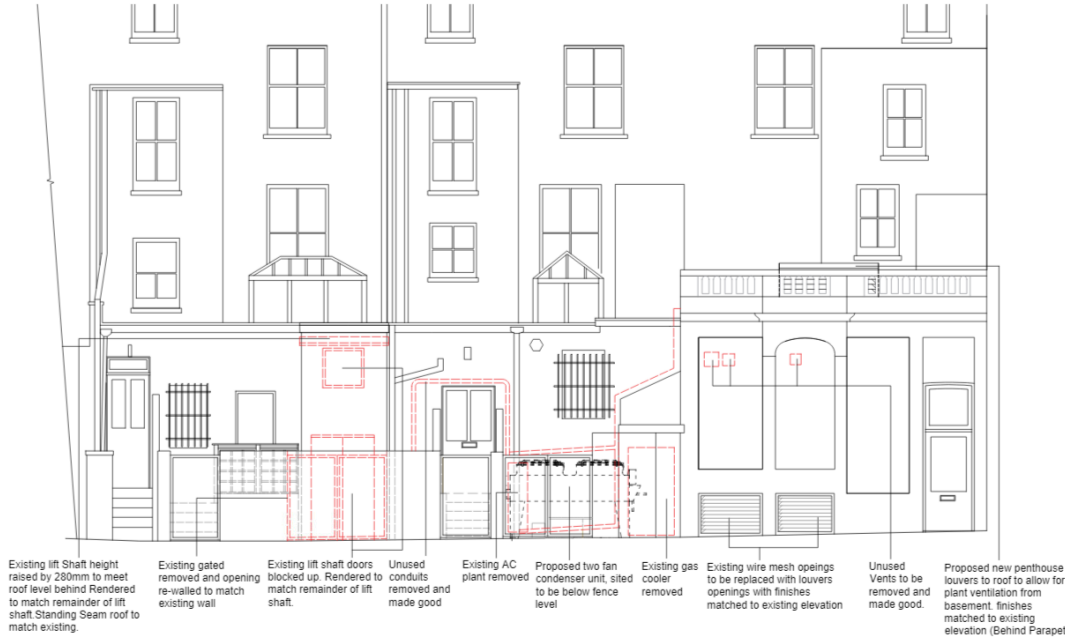 Existing lift Shaft height
raised by 280mm to meet
roof level behind Rendered
to match remainder of lift
shaft.Standing Seam roof to
match existing.
Existing gated
removed and opening
re-walled to match
existing wall
Existing lift shaft doors
blocked up. Rendered to
match remainder of lift
shaft.
Unused
conduits
removed and
made good
Existing AC
plant removed
Proposed two fan
condenser unit, sited
to be below fence
level
Existing gas
cooler
removed
Existing wire mesh opeings
to be replaced with louvers
openings with finishes
matched to existing elevation
Unused
Vents to be
removed and
made good.
Proposed new penthouse
louvers to roof to allow for
plant ventilation from
basement. finishes
matched to existing
elevation (Behind Parapet